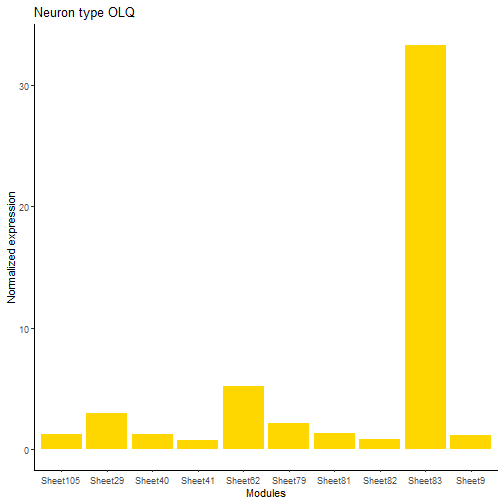 Neuron type OLQ
Normalized expression
30
20
10
0
Sheet105 Sheet29 Sheet40 Sheet41 Sheet62 Sheet79 Sheet81 Sheet82 Sheet83 Sheet9
Modules